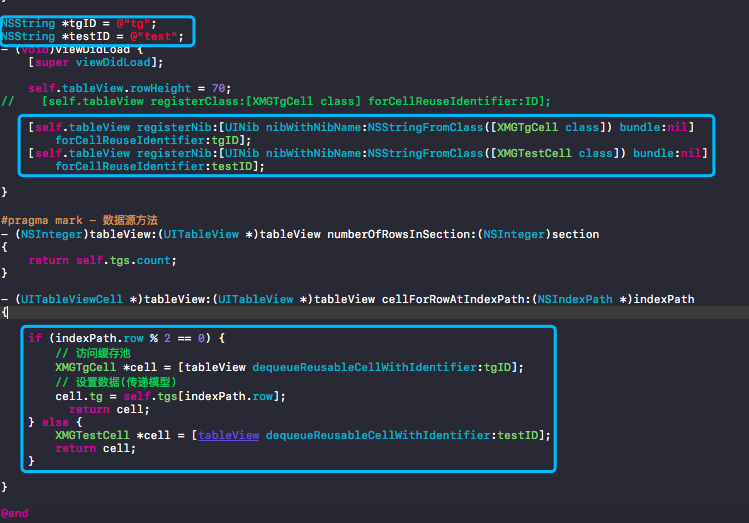 NSString *tgID = @"tg";
NSString *testID = @"test";
- (void)viewDidLoad {
    [super viewDidLoad];
    self.tableView.rowHeight = 70;
//    [self.tableView registerClass:[XMGTgCell class] forCellReuseIdentifier:ID];
    [self.tableView registerNib:[UINib nibWithNibName:NSStringFromClass([XMGTgCell class]) bundle:nil]
        forCellReuseIdentifier:tgID];
    [self.tableView registerNib:[UINib nibWithNibName:NSStringFromClass([XMGTestCell class]) bundle:nil]
        forCellReuseIdentifier:testID];
}
#pragma mark - 数据源方法
- (NSInteger)tableView:(UITableView *)tableView numberOfRowsInSection:(NSInteger)section
{
    return self.tgs.count;
}
- (UITableViewCell *)tableView:(UITableView *)tableView cellForRowAtIndexPath:(NSIndexPath *)indexPath
{
    if (indexPath.row % 2 == 0) {
        // 访问缓存池
        XMGTgCell *cell = [tableView dequeueReusableCellWithIdentifier:tgID];
        // 设置数据(传递模型)
        cell.tg = self.tgs[indexPath.row];
          return cell;
    } else {
        XMGTestCell *cell = [tableView dequeueReusableCellWithIdentifier:testID];
        return cell;
    }
}
@end